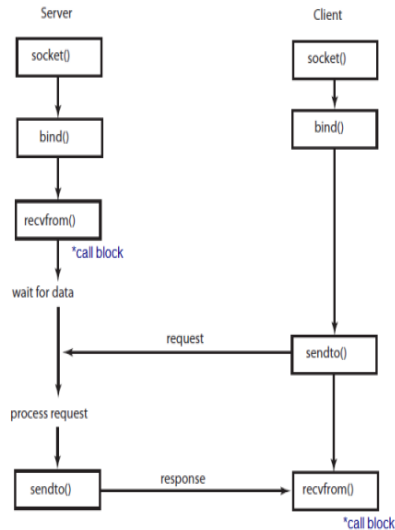 Server
Client
socket()
socket()
bind()
bind()
recvfrom()
*call block
wait for data
request
sendto()
process request
sendto()
response
recvfrom()
*call block